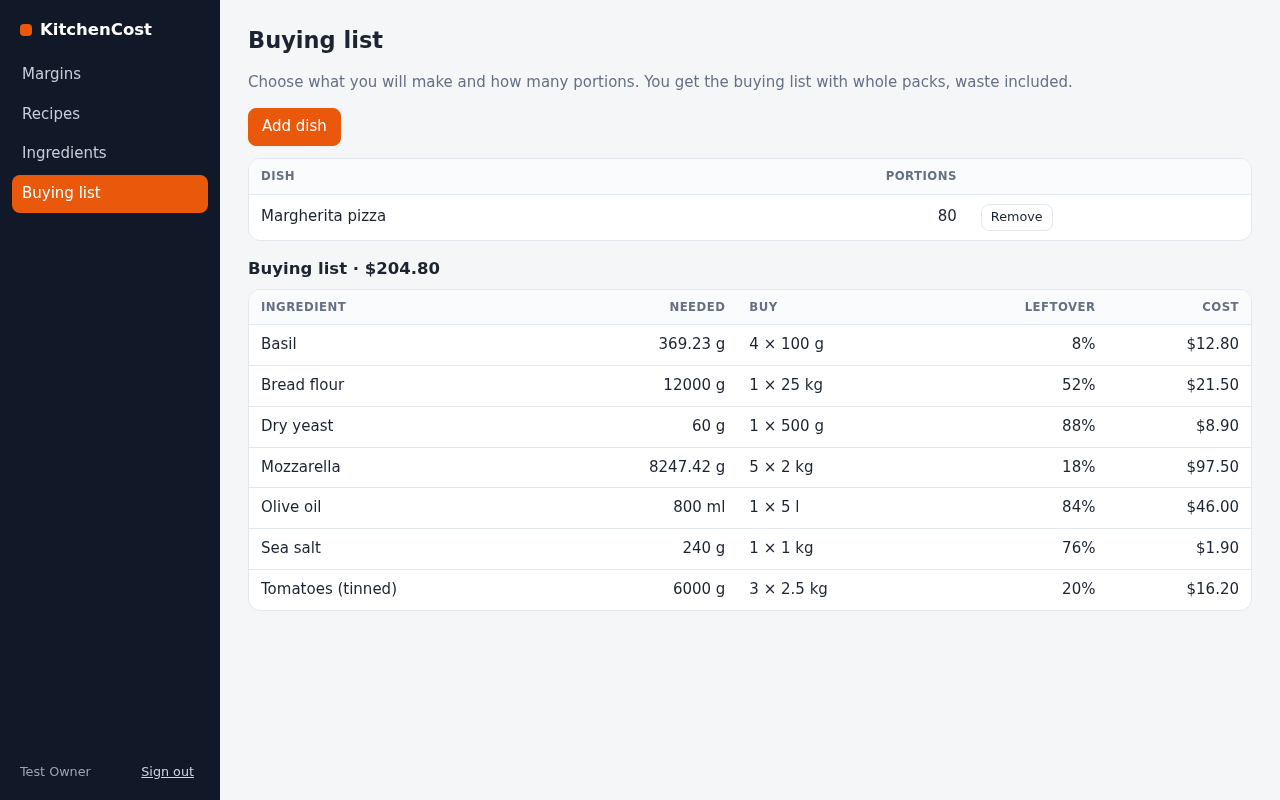 KitchenCost
Margins
Recipes
Ingredients
Buying list
Test Owner Sign out
Buying list
Choose what you will make and how many portions. You get the buying list with whole packs, waste included.
Add dish
DISH PORTIONS
Margherita pizza 80 Remove
Buying list · $204.80
INGREDIENT NEEDED BUY LEFTOVER COST
Basil 369.23 g 4 × 100 g 8% $12.80
Bread flour 12000 g 1 × 25 kg 52% $21.50
Dry yeast 60 g 1 × 500 g 88% $8.90
Mozzarella 8247.42 g 5 × 2 kg 18% $97.50
Olive oil 800 ml 1 × 5 l 84% $46.00
Sea salt 240 g 1 × 1 kg 76% $1.90
Tomatoes (tinned) 6000 g 3 × 2.5 kg 20% $16.20